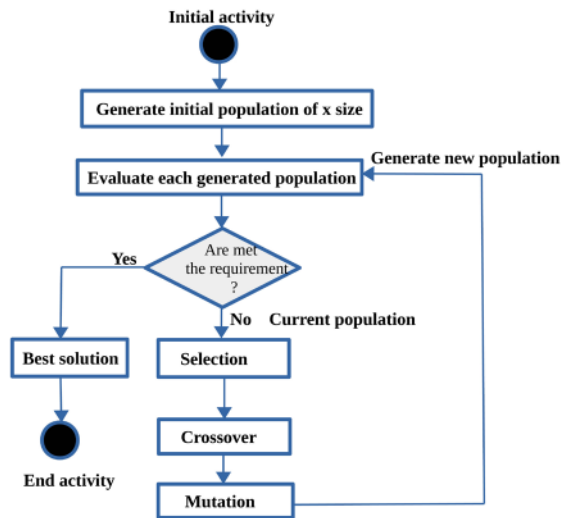 Initial activity
Generate initial population of x size
Generate new population
Evaluate each generated population
Are met
the requirement
?
Yes
No
Current population
Best solution
Selection
Crossover
End activity
Mutation